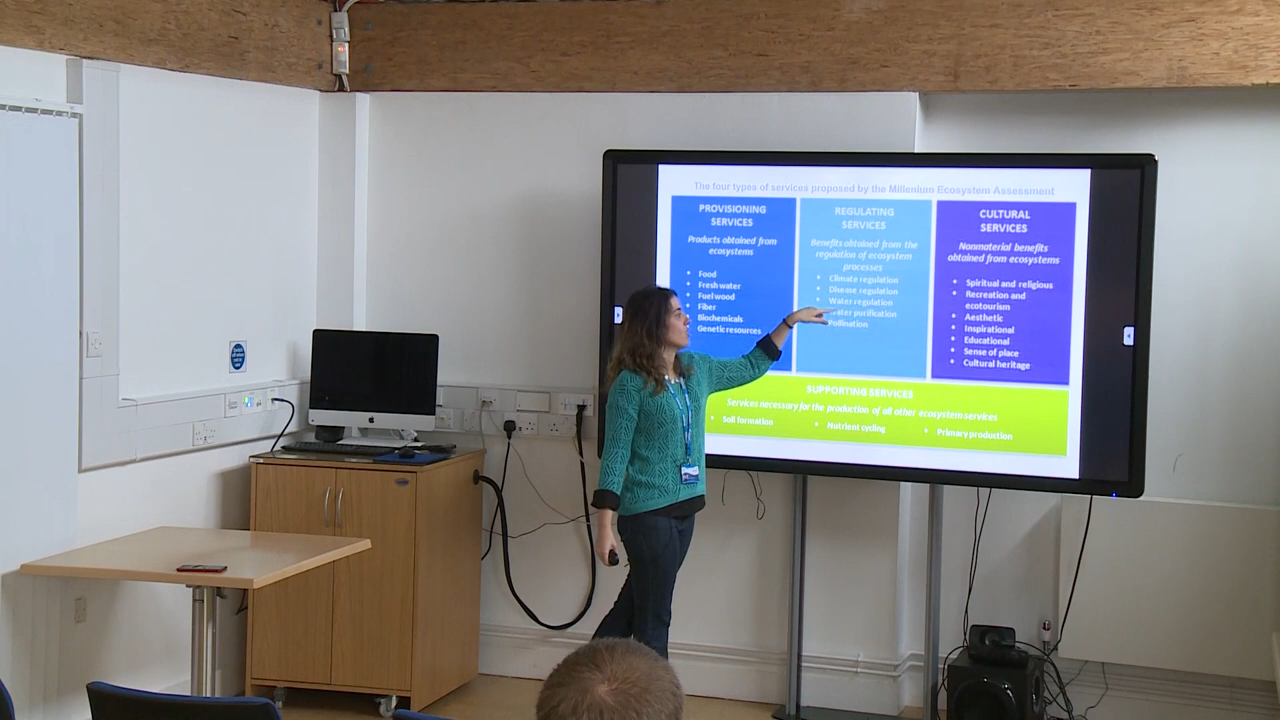 The four types of services proposed by the Millenium Ecosystem Assessment
PROVISIONING
SERVICES
Products obtained from
ecosystems
• Food
• Fresh water
• Fuel wood
• Fiber
• Biochemicals
• Genetic resources
REGULATING
SERVICES
Benefits obtained from the
regulation of ecosystem
processes
• Climate regulation
• Disease regulation
• Water regulation
purification
Pollination
CULTURAL
SERVICES
Nonmaterial benefits
obtained from ecosystems
• Spiritual and religious
• Recreation and
ecotourism
• Aesthetic
• Inspirational
• Educational
• Sense of place
• Cultural heritage
SUPPORTING SERVICES
Services necessary for the production of all other ecosystem services
• Soil formation
• Nutrient cycling
• Primary production